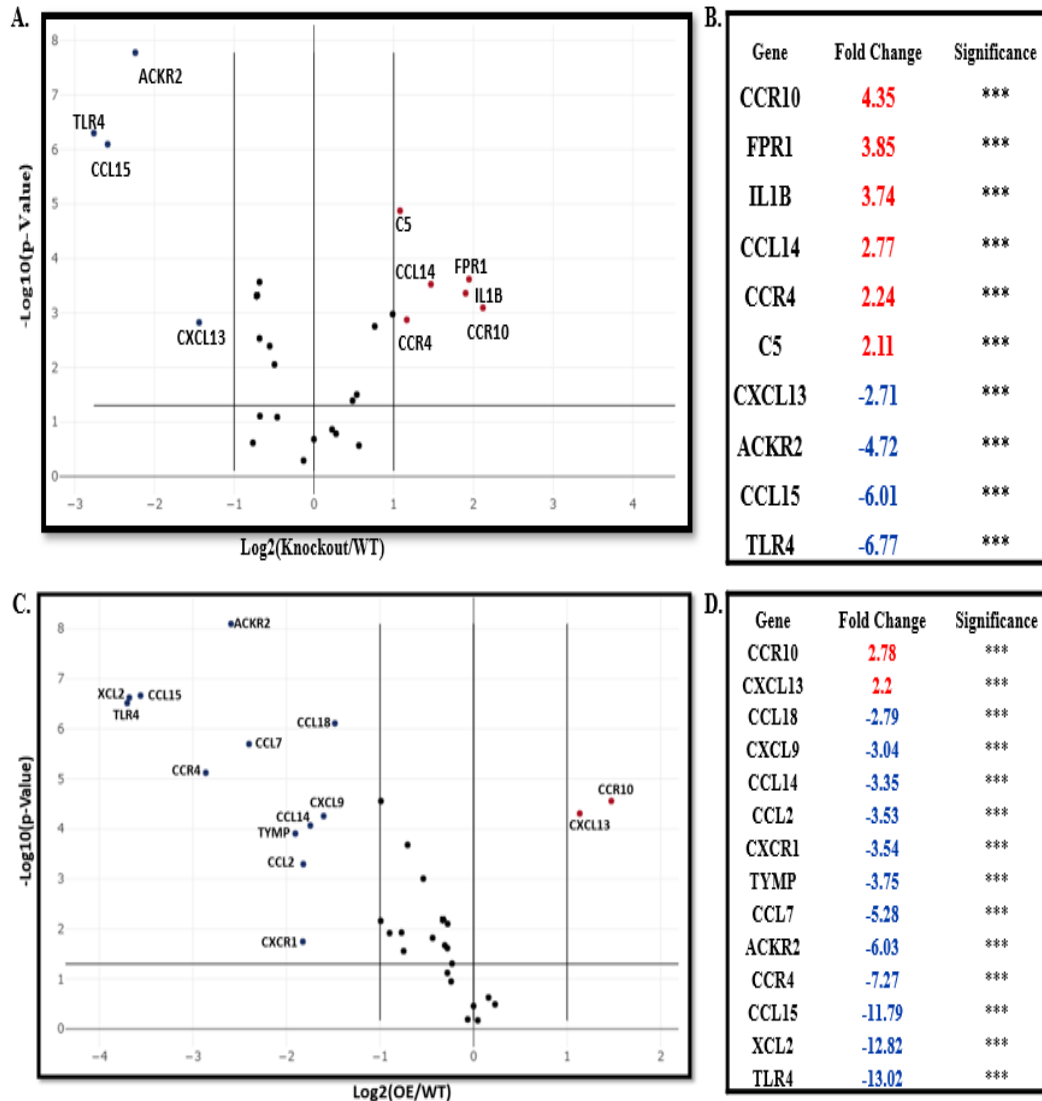 A.
8
7
6
5
4
3
2
1
0
-Log10(p-Value)
ACKR2
TLR4
CCL15
C5
CCL14
FPR1
IL1B
CXCL13
CCR4
CCR10
−3 −2 −1 0 1 2 3 4
Log2(Knockout/WT)
B.
Gene Fold Change Significance
CCR10 4.35 ***
FPR1 3.85 ***
IL1B 3.74 ***
CCL14 2.77 ***
CCR4 2.24 ***
C5 2.11 ***
CXCL13 -2.71 ***
ACKR2 -4.72 ***
CCL15 -6.01 ***
TLR4 -6.77 ***
C.
8
7
6
5
4
3
2
1
0
-Log10(p-Value)
ACKR2
XCL2 CCL15
TLR4
CCL18
CCL7
CCR4
CXCL9
CCL14
TYMP
CCR10
CXCL13
CCL2
CXCR1
−4 −3 −2 −1 0 1 2
Log2(OE/WT)
D.
Gene Fold Change Significance
CCR10 2.78 ***
CXCL13 2.2 ***
CCL18 -2.79 ***
CXCL9 -3.04 ***
CCL14 -3.35 ***
CCL2 -3.53 ***
CXCR1 -3.54 ***
TYMP -3.75 ***
CCL7 -5.28 ***
ACKR2 -6.03 ***
CCR4 -7.27 ***
CCL15 -11.79 ***
XCL2 -12.82 ***
TLR4 -13.02 ***